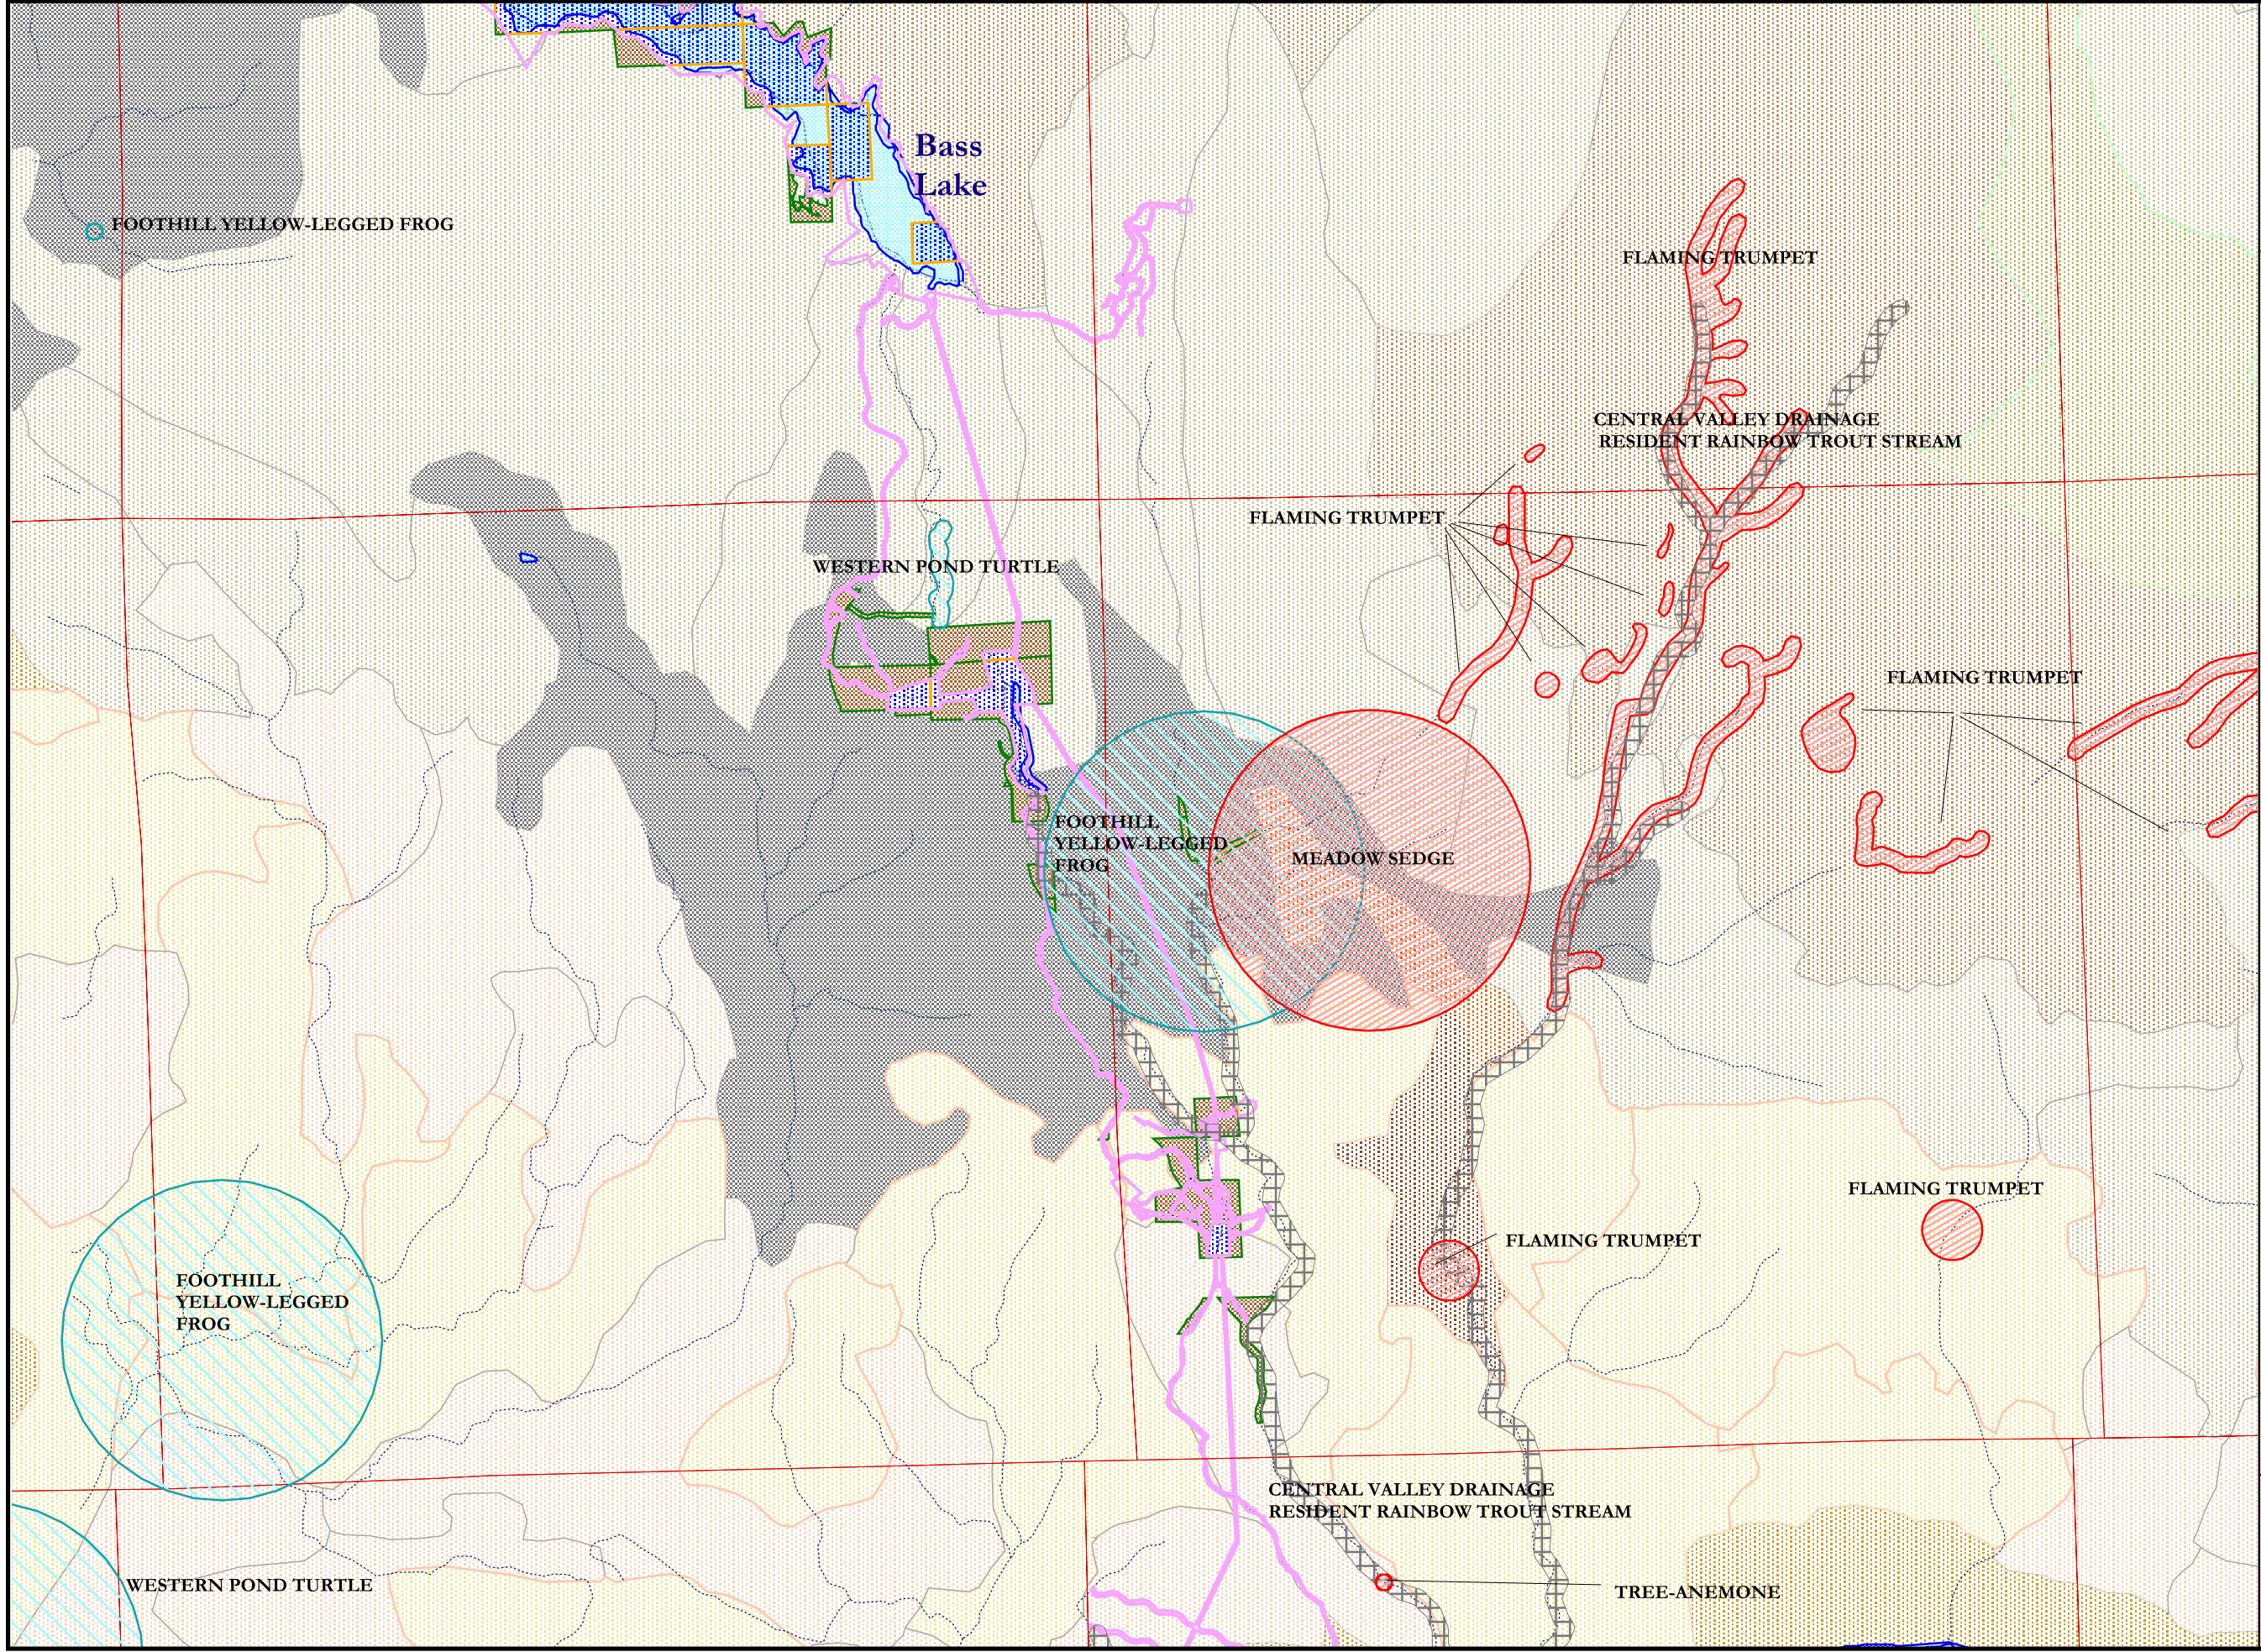 Bass
Lake
FOOTHILL YELLOW-LEGGED FROG
FLAMING TRUMPET
CENTRAL VALLEY DRAINAGE
RESIDENT RAINBOW TROUT STREAM
FLAMING TRUMPET
WESTERN POND TURTLE
FLAMING TRUMPET
FOOTHILL
YELLOW-LEGGED
FROG
MEADOW SEDGE
FLAMING TRUMPET
FLAMING TRUMPET
FOOTHILL
YELLOW-LEGGED
FROG
CENTRAL VALLEY DRAINAGE
RESIDENT RAINBOW TROUT STREAM
WESTERN POND TURTLE
TREE-ANEMONE